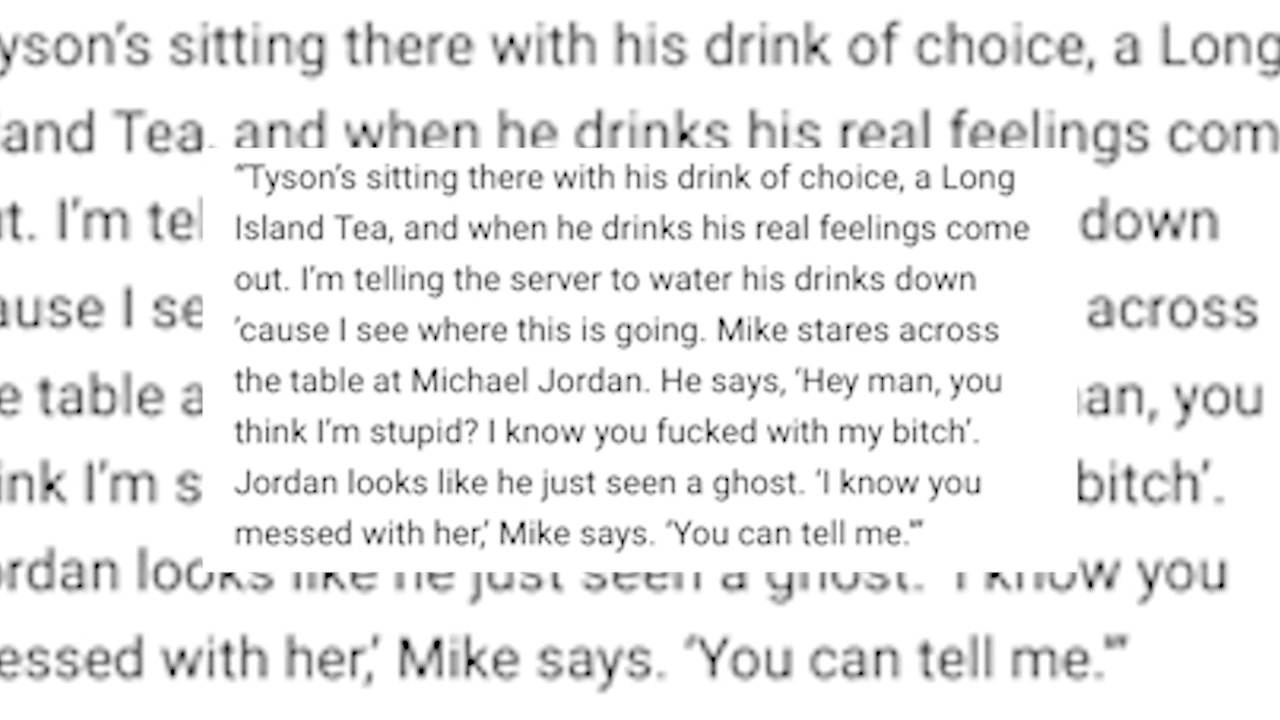 “Tyson’s sitting there with his drink of choice, a Long
Island Tea, and when he drinks his real feelings come
out. I’m telling the server to water his drinks down
’cause I see where this is going. Mike stares across
the table at Michael Jordan. He says, ‘Hey man, you
think I’m stupid? I know you fucked with my bitch’.
Jordan looks like he just seen a ghost. ‘I know you
messed with her,’ Mike says. ‘You can tell me.’”